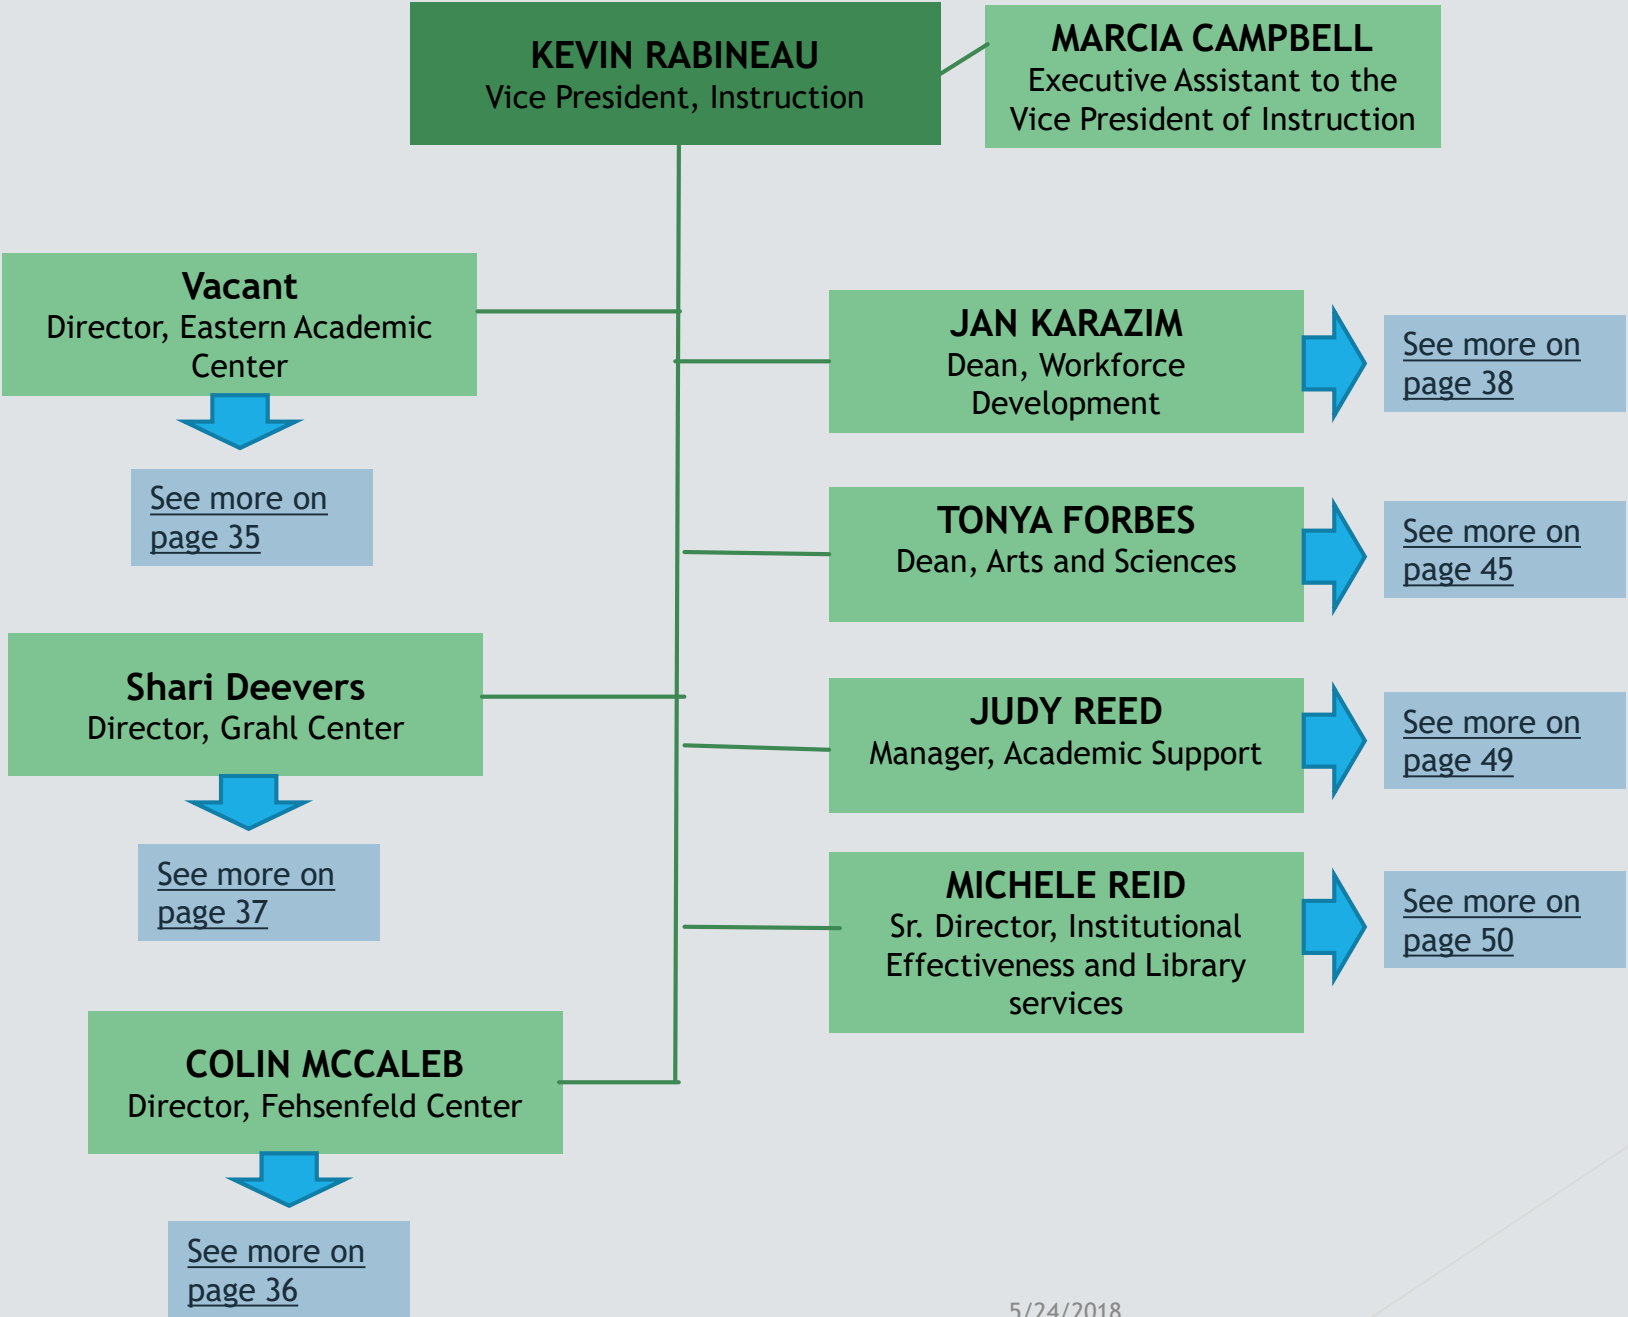 KEVIN RABINEAU
Vice President, Instruction
MARCIA CAMPBELL
Executive Assistant to the
Vice President of Instruction
Vacant
Director, Eastern Academic
Center
See more on
page 35
Shari Deevers
Director, Grahl Center
See more on
page 37
COLIN MCCALEB
Director, Fehsenfeld Center
See more on
page 36
JAN KARAZIM
Dean, Workforce
Development
See more on
page 38
TONYA FORBES
Dean, Arts and Sciences
See more on
page 45
JUDY REED
Manager, Academic Support
See more on
page 49
MICHELE REID
Sr. Director, Institutional
Effectiveness and Library
services
See more on
page 50
5/24/2018